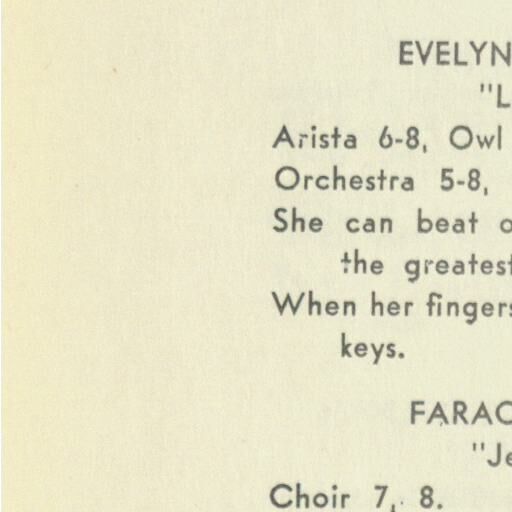 EVELYN
"L
Arista 6-8, Owl
Orchestra 5-8,
She can beat o
the greatest
When her fingers
keys.
FARAC
"Je
Choir 7, 8.